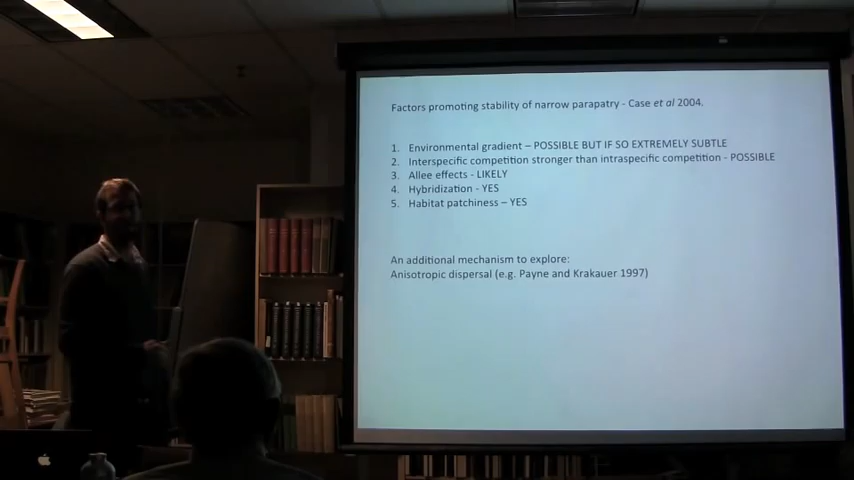 Factors promoting stability of narrow parapatry - Case et al 2004.
1. Environmental gradient – POSSIBLE BUT IF SO EXTREMELY SUBTLE
2. Interspecific competition stronger than intraspecific competition - POSSIBLE
3. Allee effects - LIKELY
4. Hybridization - YES
5. Habitat patchiness – YES
An additional mechanism to explore:
Anisotropic dispersal (e.g. Payne and Krakauer 1997)